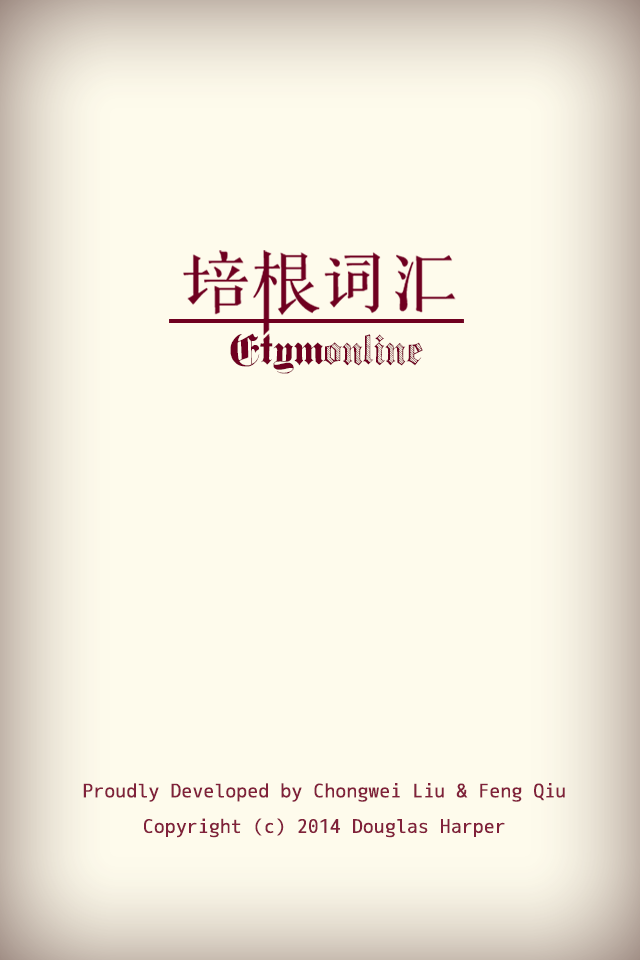 培根词汇
Etymonline
Proudly Developed by Chongwei Liu & Feng Qiu
Copyright (c) 2014 Douglas Harper